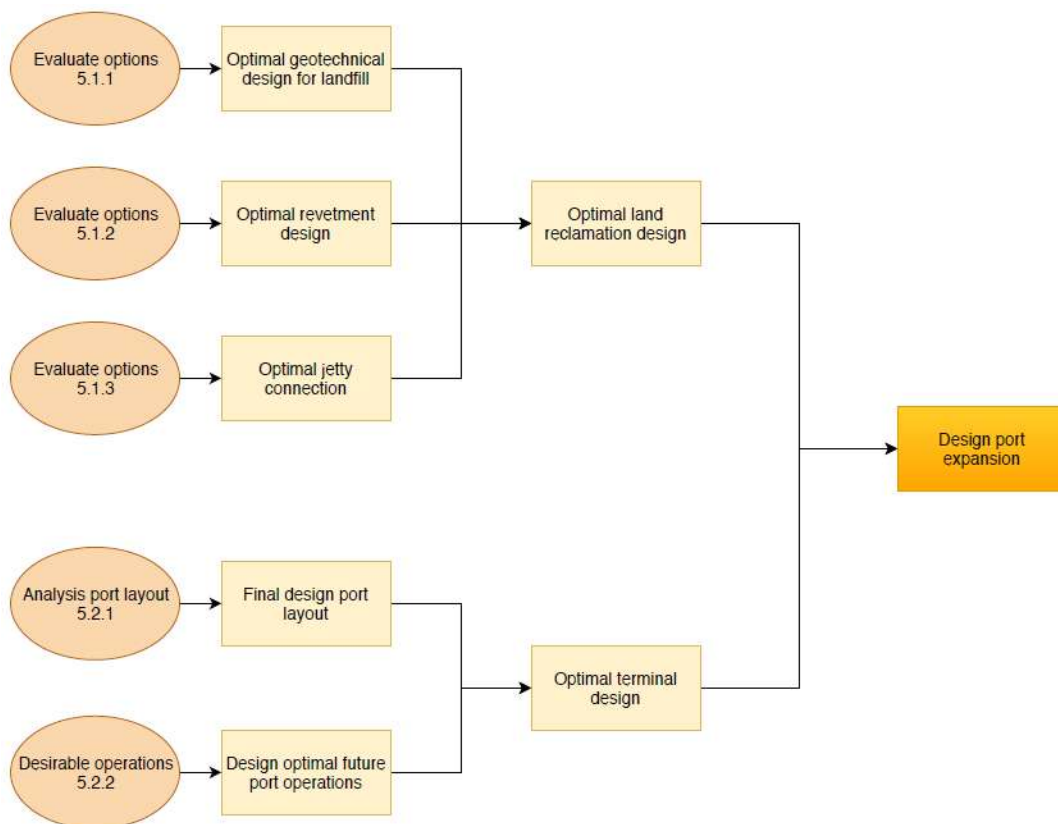 Evaluate options
5.1.1
Optimal geotechnical
design for landfill
Evaluate options
5.1.2
Optimal revetment
design
Optimal land
reclamation design
Evaluate options
5.1.3
Optimal jetty
connection
Design port
expansion
Analysis port layout
5.2.1
Final design port
layout
Optimal terminal
design
Desirable operations
5.2.2
Design optimal future
port operations